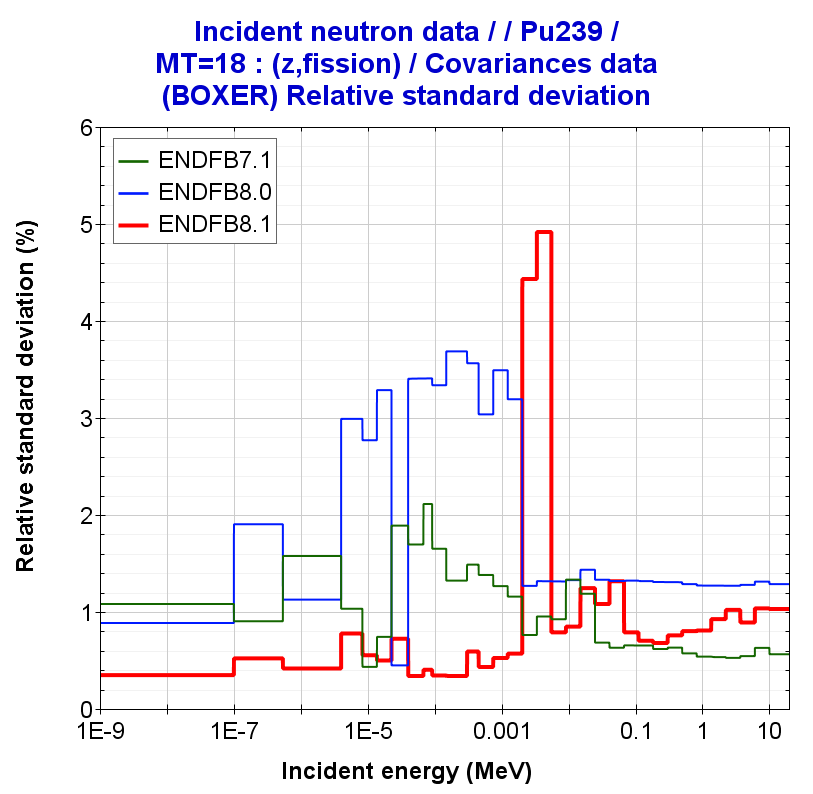 Incident neutron data / / Pu239 /
MT=18 : (z,fission) / Covariances data
(BOXER) Relative standard deviation
6
ENDFB7.1
ENDFB8.0
ENDFB8.1
5
4
3
2
1
0
Relative standard deviation (%)
1E-9 1E-7 1E-5 0.001 0.1 1 10
Incident energy (MeV)